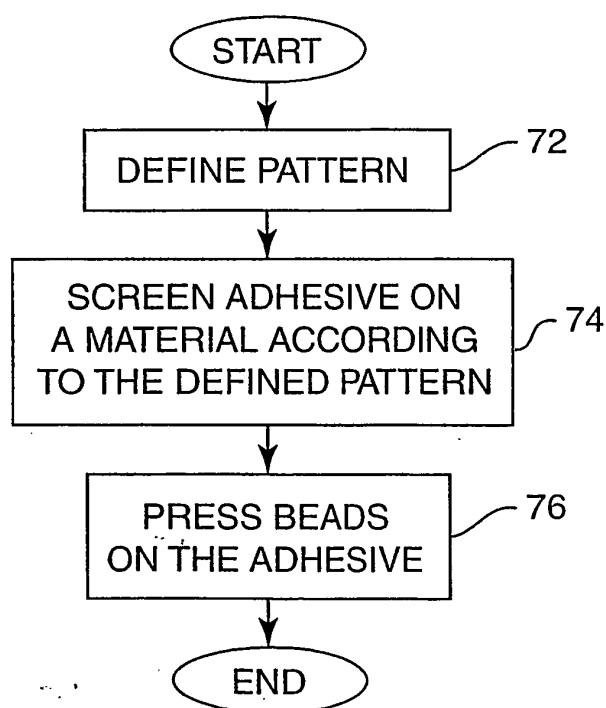 START
DEFINE PATTERN
72
SCREEN ADHESIVE ON
A MATERIAL ACCORDING
TO THE DEFINED PATTERN
74
PRESS BEADS
ON THE ADHESIVE
76
END